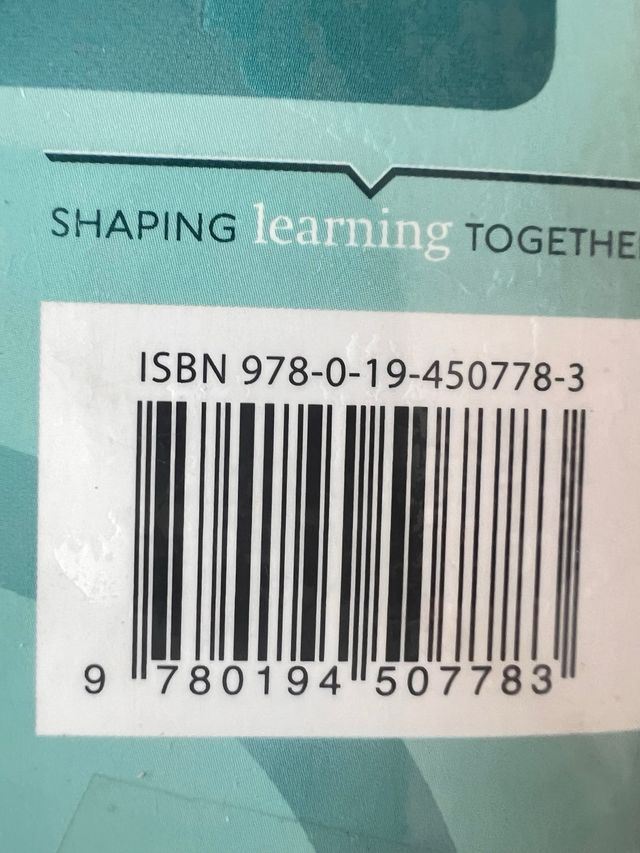 SHAPING learning TOGETHE
ISBN 978-0-19-450778-3
9 780194 507783